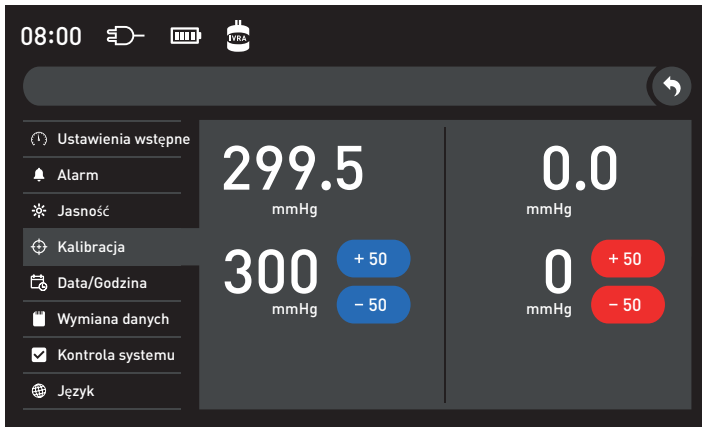 08:00
IVRA
Ustawienia wstępne
Alarm
Jasność
Kalibracja
Data/Godzina
Wymiana danych
Kontrola systemu
Język
299.5
mmHg
300
mmHg
+ 50
– 50
0.0
mmHg
0
mmHg
+ 50
– 50